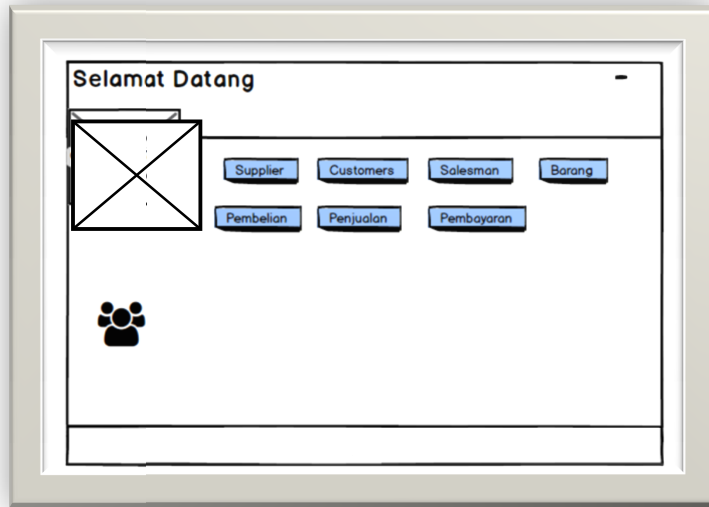 Selamat Datang
Supplier Customers Salesman Barang
Pembelian Penjualan Pembayaran